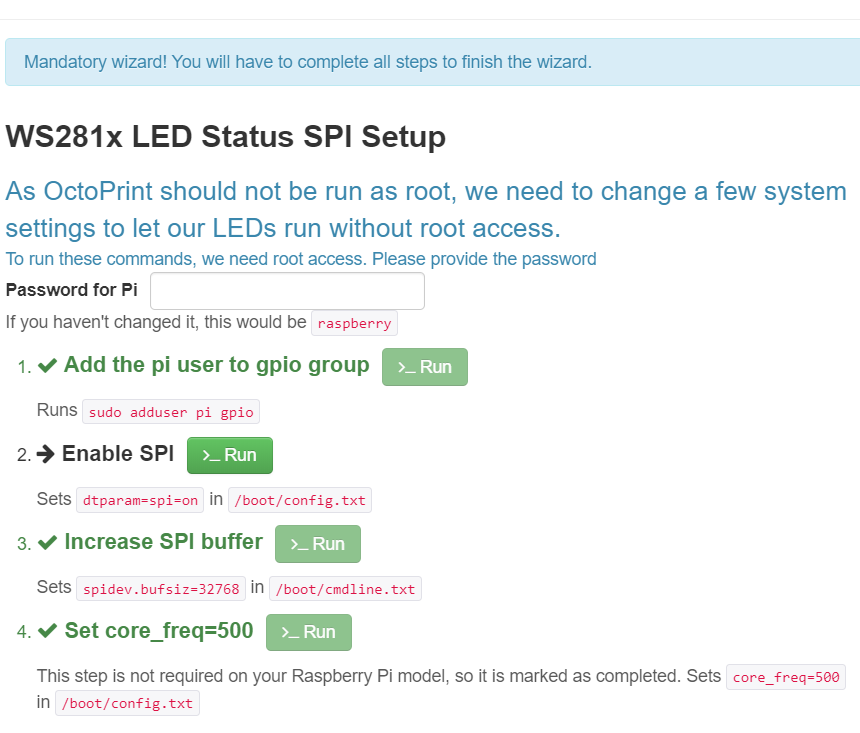 Mandatory wizard! You will have to complete all steps to finish the wizard.
WS281x LED Status SPI Setup
As OctoPrint should not be run as root, we need to change a few system
settings to let our LEDs run without root access.
To run these commands, we need root access. Please provide the password
Password for Pi
If you haven't changed it, this would be raspberry
1. Add the pi user to gpio group >_ Run
Runs sudo adduser pi gpio
2. Enable SPI >_ Run
Sets dtparam=spi=on in /boot/config.txt
3. Increase SPI buffer >_ Run
Sets spidev.bufsiz=32768 in /boot/cmdline.txt
4. Set core_freq=500 >_ Run
This step is not required on your Raspberry Pi model, so it is marked as completed. Sets core_freq=500
in /boot/config.txt